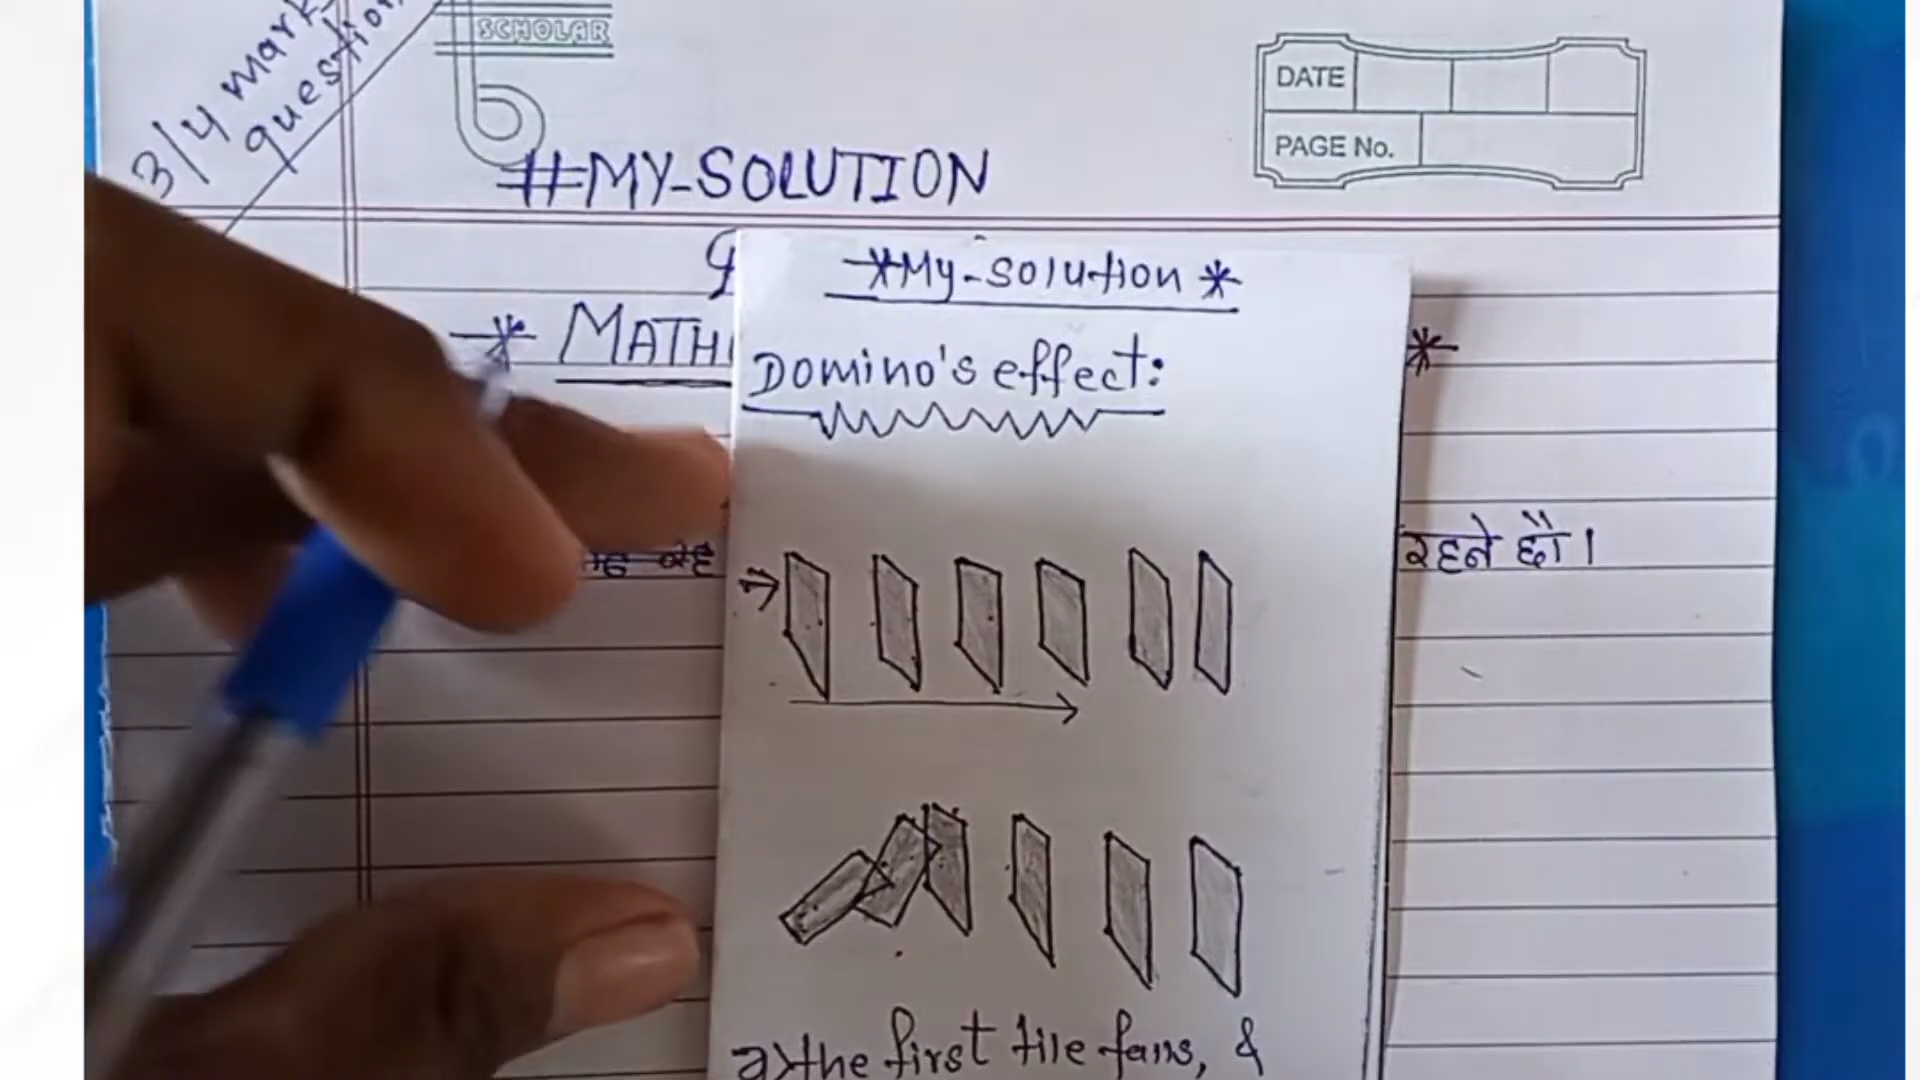 3/4 mark
question
SCHOLAR
DATE
PAGE No.
#MY-SOLUTION
*My-solution*
* MATH *
Domino's effect:
रहने छौ।
a) the first tile falls, &